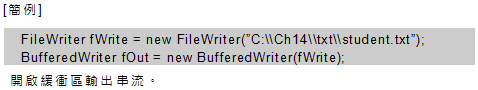 [簡例]
FileWriter fWrite = new FileWriter("C:\\Ch14\\txt\\student.txt");
BufferedWriter fOut = new BufferedWriter(fWrite);
開啟緩衝區輸出串流。